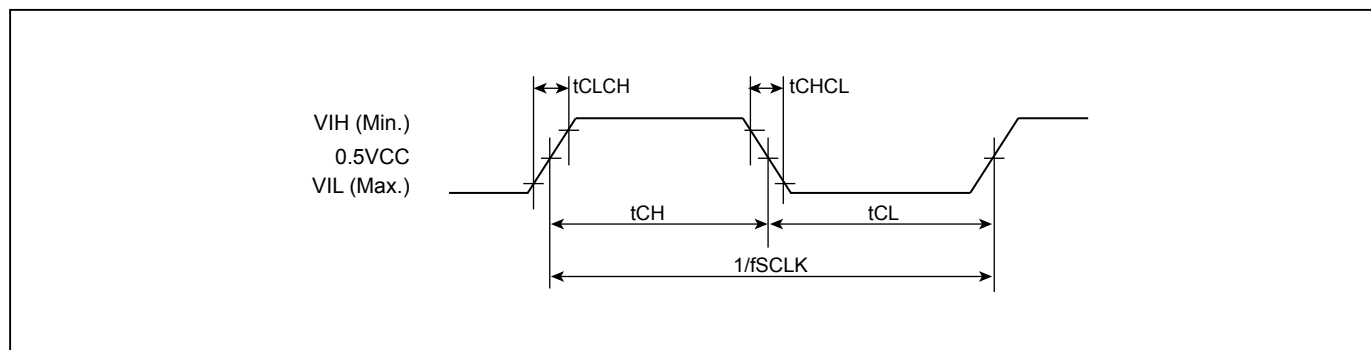 tCLCH
tCHCL
VIH (Min.)
0.5VCC
VIL (Max.)
tCH
tCL
1/fSCLK